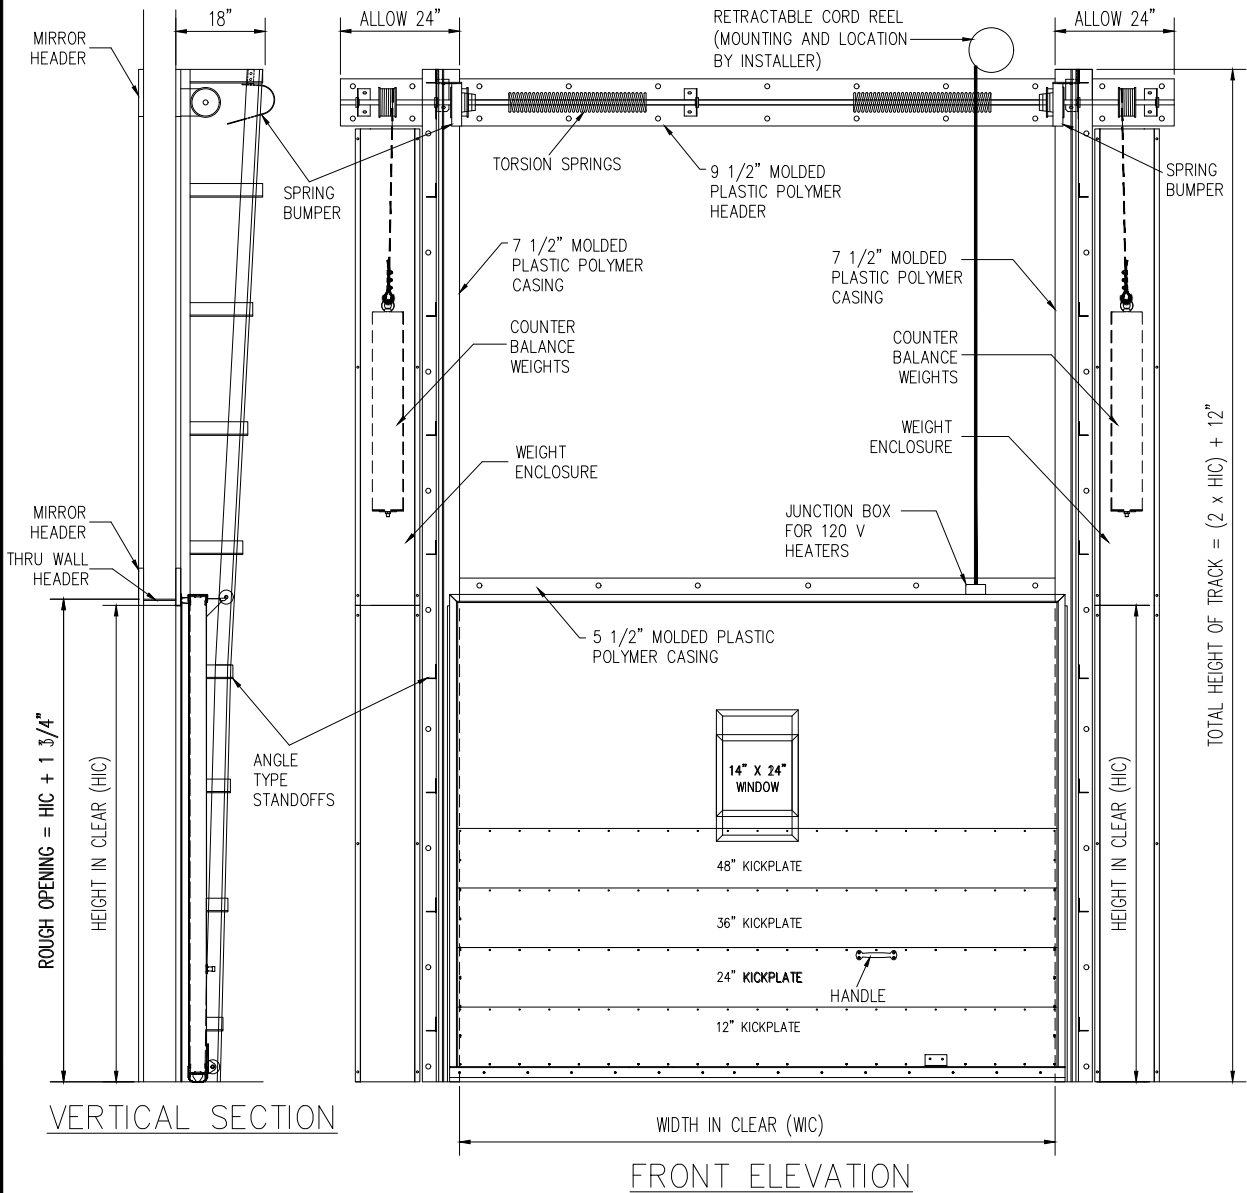 18"
ALLOW 24"
RETRACTABLE CORD REEL
(MOUNTING AND LOCATION
BY INSTALLER)
ALLOW 24"
MIRROR
HEADER
TORSION SPRINGS
9 1/2" MOLDED
PLASTIC POLYMER
HEADER
SPRING
BUMPER
SPRING
BUMPER
7 1/2" MOLDED
PLASTIC POLYMER
CASING
7 1/2" MOLDED
PLASTIC POLYMER
CASING
COUNTER
BALANCE
WEIGHTS
COUNTER
BALANCE
WEIGHTS
WEIGHT
ENCLOSURE
WEIGHT
ENCLOSURE
TOTAL HEIGHT OF TRACK = (2 x HIC) + 12"
MIRROR
HEADER
THRU WALL
HEADER
JUNCTION BOX
FOR 120 V
HEATERS
5 1/2" MOLDED PLASTIC
POLYMER CASING
ROUGH OPENING = HIC + 1 3/4"
HEIGHT IN CLEAR (HIC)
ANGLE
TYPE
STANDOFFS
14" X 24"
WINDOW
HEIGHT IN CLEAR (HIC)
48" KICKPLATE
36" KICKPLATE
24" KICKPLATE
HANDLE
12" KICKPLATE
VERTICAL SECTION
WIDTH IN CLEAR (WIC)
FRONT ELEVATION